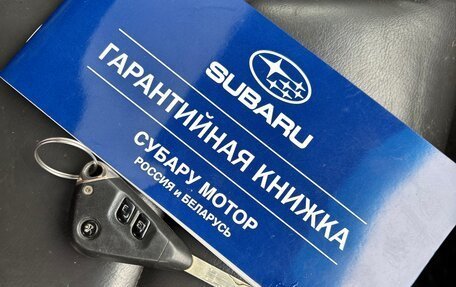 SUBARU
ГАРАНТИЙНАЯ КНИЖКА
СУБАРУ МОТОР
РОССИЯ и БЕЛАРУСЬ